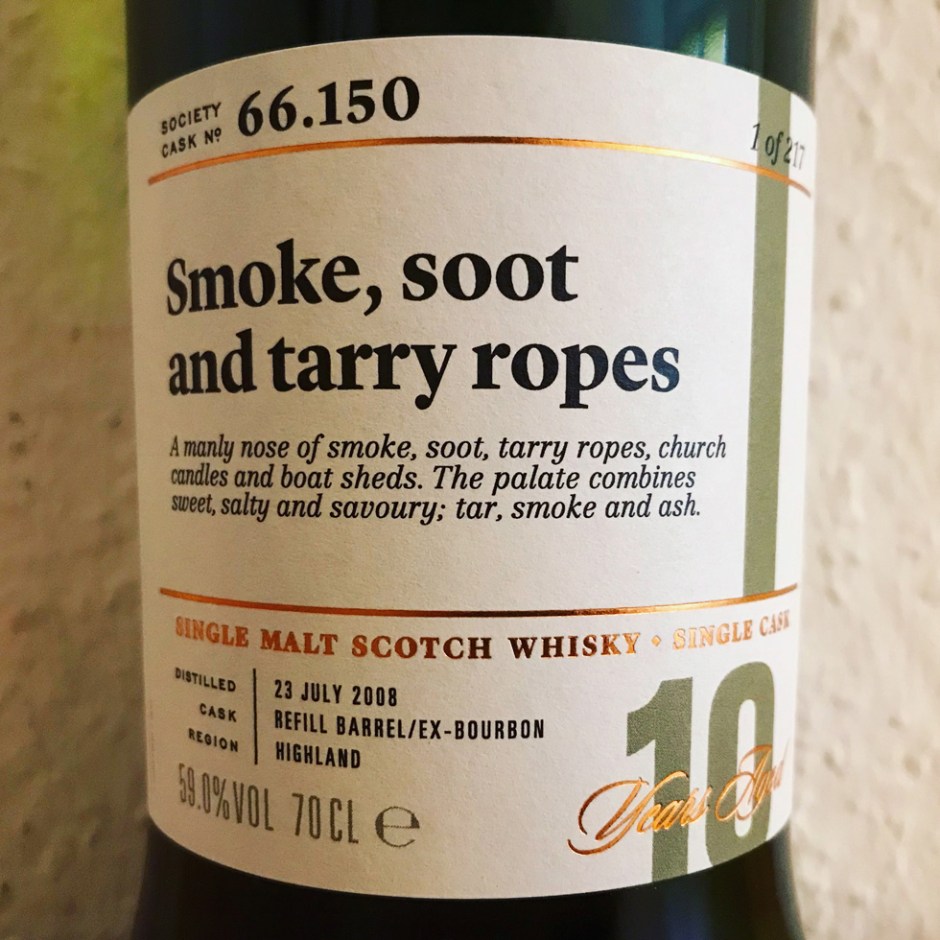 SOCIETY
CASK Nº 66.150
1 of 217
Smoke, soot
and tarry ropes
A manly nose of smoke, soot, tarry ropes, church
candles and boat sheds. The palate combines
sweet, salty and savoury; tar, smoke and ash.
SINGLE MALT SCOTCH WHISKY ⬥ SINGLE CASK
DISTILLED 23 JULY 2008
CASK REFILL BARREL/EX-BOURBON
REGION HIGHLAND
59.0%VOL 70CL ℮
10
Years Aged